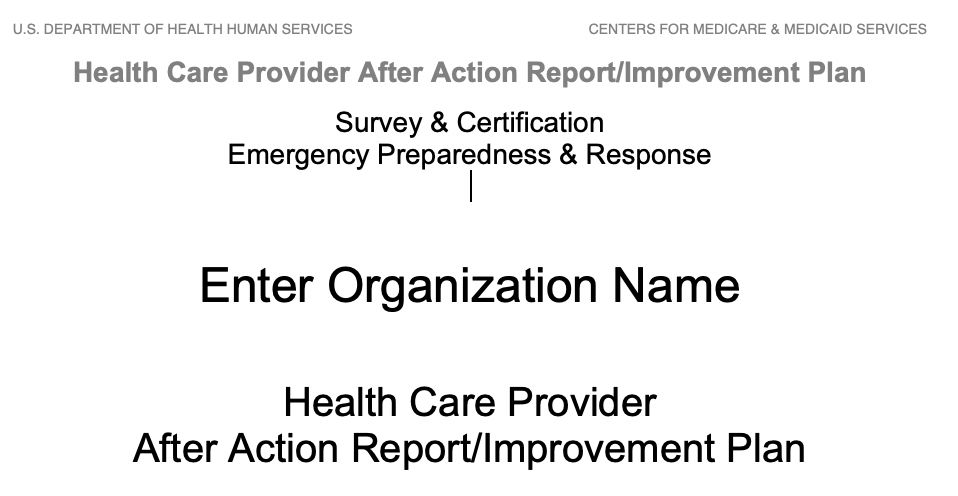 U.S. DEPARTMENT OF HEALTH HUMAN SERVICES CENTERS FOR MEDICARE & MEDICAID SERVICES
Health Care Provider After Action Report/Improvement Plan
Survey & Certification
Emergency Preparedness & Response
Enter Organization Name
Health Care Provider
After Action Report/Improvement Plan